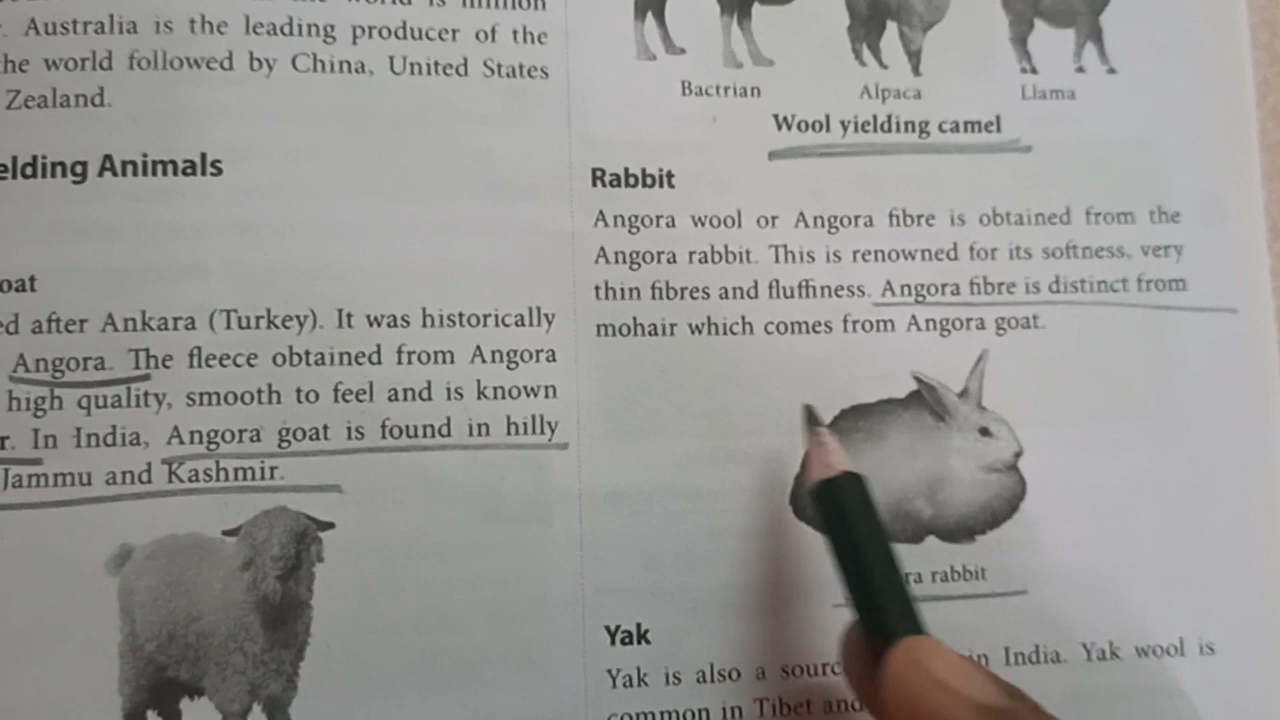 Australia is the leading producer of the
the world followed by China, United States
Zealand.
elding Animals
oat
ed after Ankara (Turkey). It was historically
Angora. The fleece obtained from Angora
high quality, smooth to feel and is known
r. In India, Angora goat is found in hilly
Jammu and Kashmir.
Bactrian Alpaca Llama
Wool yielding camel
Rabbit
Angora wool or Angora fibre is obtained from the
Angora rabbit. This is renowned for its softness, very
thin fibres and fluffiness. Angora fibre is distinct from
mohair which comes from Angora goat.
ra rabbit
Yak
Yak is also a sourc in India. Yak wool is
common in Tibet and